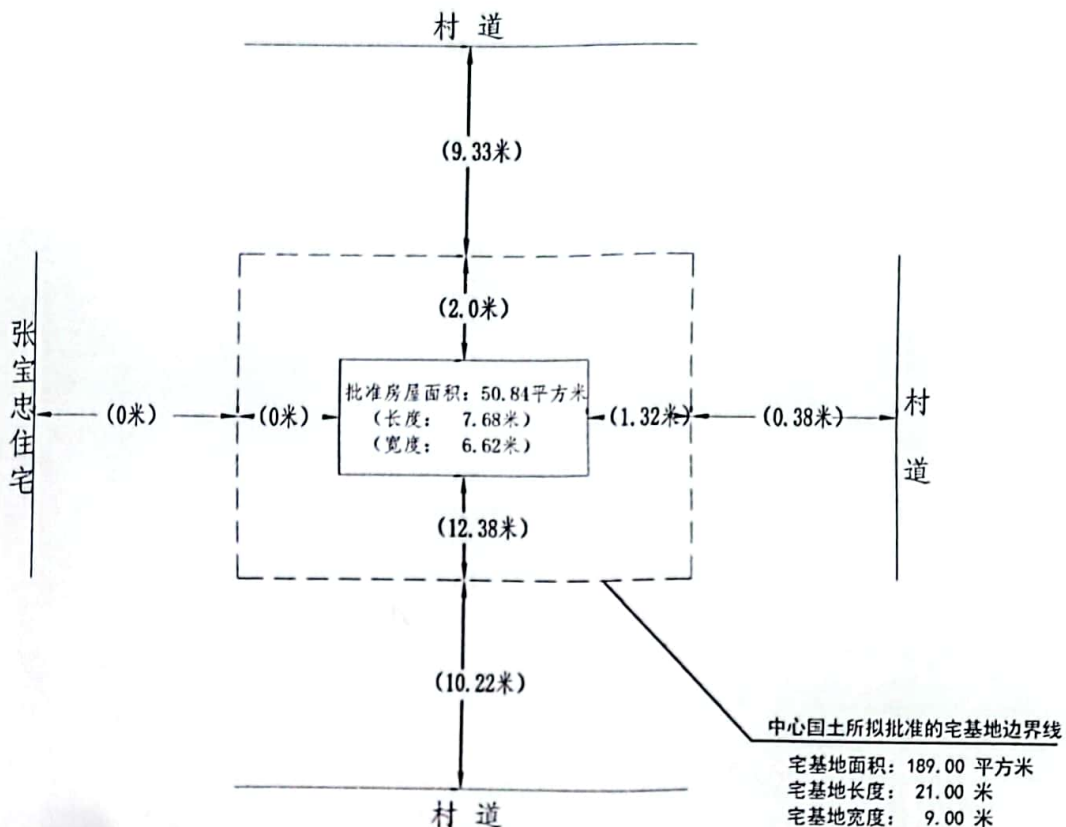 村 道
(9.33米)
(2.0米)
张宝忠住宅
(0米)
(0米)
批准房屋面积：50.84平方米
(长度： 7.68米)
(宽度： 6.62米)
(1.32米)
(0.38米)
村道
(12.38米)
(10.22米)
中心国土所拟批准的宅基地边界线
宅基地面积：189.00 平方米
宅基地长度： 21.00 米
宅基地宽度： 9.00 米
村 道